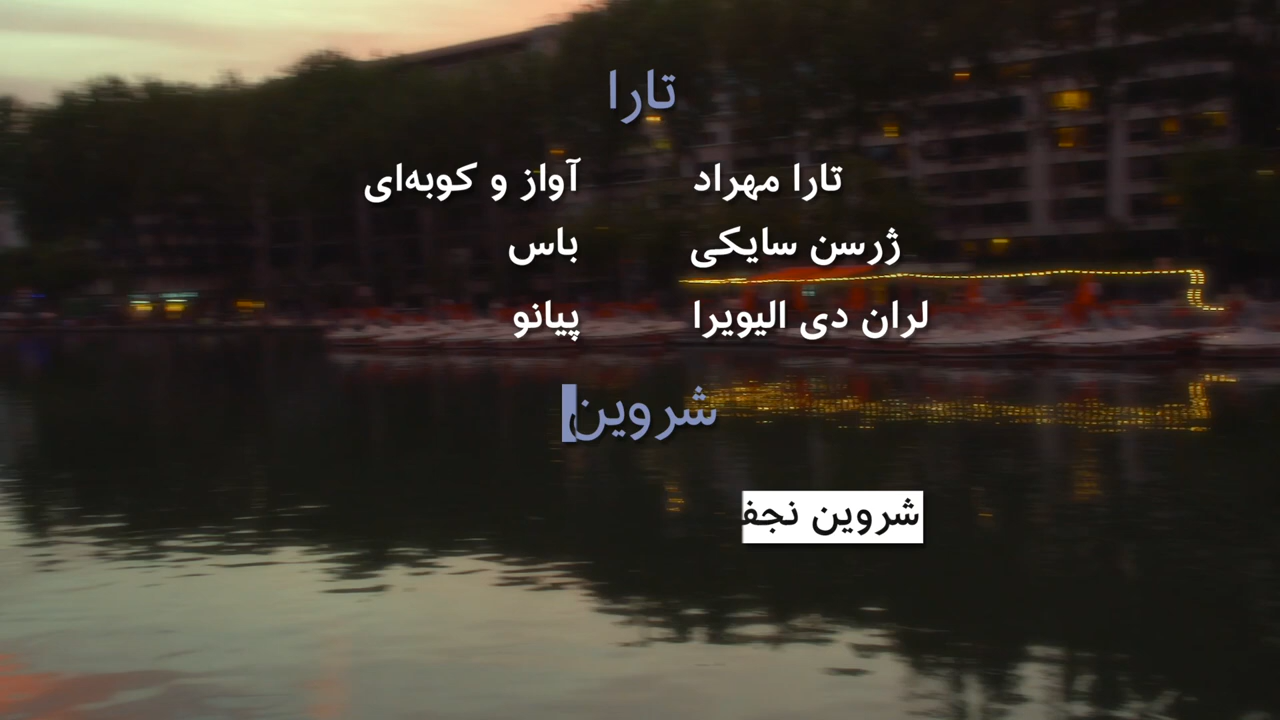 تارا
تارا مهراد آواز و کوبه‌ای
ژرسن سایکی باس
لران دی الیویرا پیانو
شروین
شروین نجف